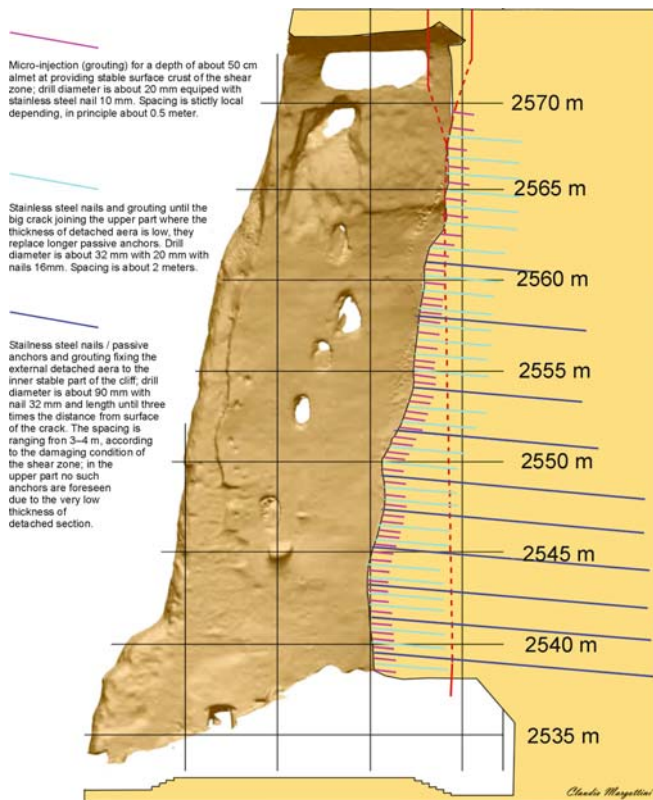 Micro-injection (grouting) for a depth of about 50 cm
almet at providing stable surface crust of the shear
zone; drill diameter is about 20 mm equiped with
stainless steel nail 10 mm. Spacing is stictly local
depending, in principle about 0.5 meter.
Stainless steel nails and grouting until the
big crack joining the upper part where the
thickness of detached aera is low, they
replace longer passive anchors. Drill
diameter is about 32 mm with 20 mm with
nails 16mm. Spacing is about 2 meters.
Stailness steel nails / passive
anchors and grouting fixing the
external detached aera to the
inner stable part of the cliff; drill
diameter is about 90 mm with
nail 32 mm and length until three
times the distance from surface
of the crack. The spacing is
ranging fron 3–4 m, according
to the damaging condition of
the shear zone; in the
upper part no such
anchors are foreseen
due to the very low
thickness of
detached section.
2570 m
2565 m
2560 m
2555 m
2550 m
2545 m
2540 m
2535 m
Claudio Margottini